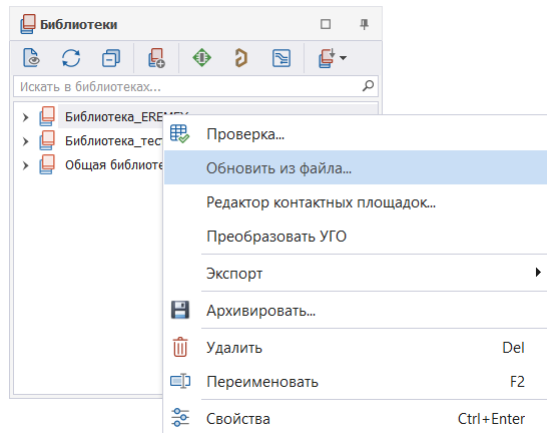 Библиотеки
Искать в библиотеках...
Библиотека_EREMEX
Библиотека_тес
Общая библиоте
Проверка...
Обновить из файла...
Редактор контактных площадок...
Преобразовать УГО
Экспорт
Архивировать...
Удалить Del
Переименовать F2
Свойства Ctrl+Enter